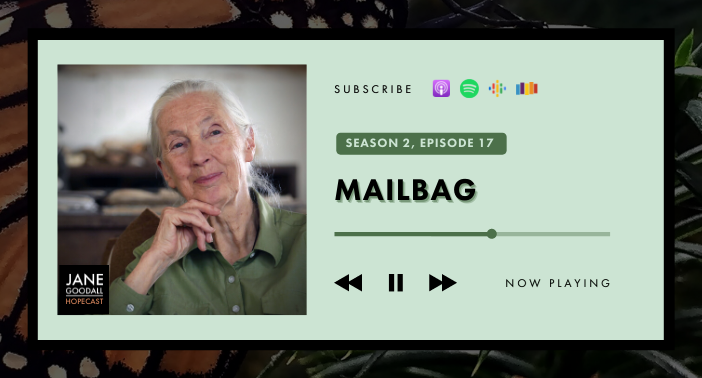 SUBSCRIBE
SEASON 2, EPISODE 17
MAILBAG
NOW PLAYING
JANE
GOODALL
HOPECAST